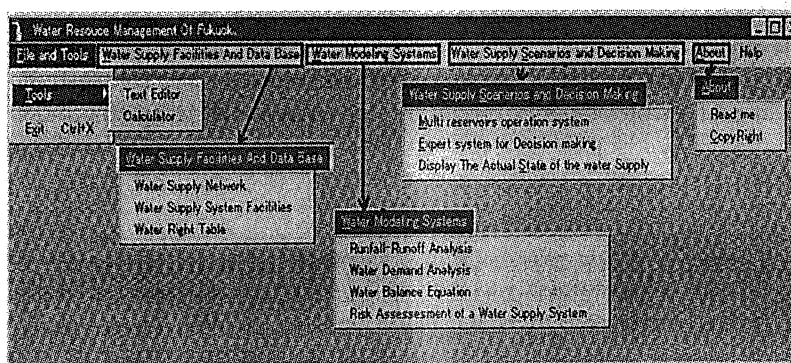 Water Resouce Management Of Fukuok.
File and Tools Water Supply Facilities And Data Base Water Modeling Systems Water Supply Scenarios and Decision Making About Help
Tools
Text Editor
Calculator
Exit Ctrl+X
Water Supply Facilities And Data Base
Water Supply Network
Water Supply System Facilities
Water Right Table
Water Modeling Systems
Runfall-Runoff Analysis
Water Demand Analysis
Water Balance Equation
Risk Assessesment of a Water Supply System
Water Supply Scenarios and Decision Making
Multi reservoirs operation system
Expert system for Decision making
Display The Actual State of the water Supply
About
Read me
CopyRight